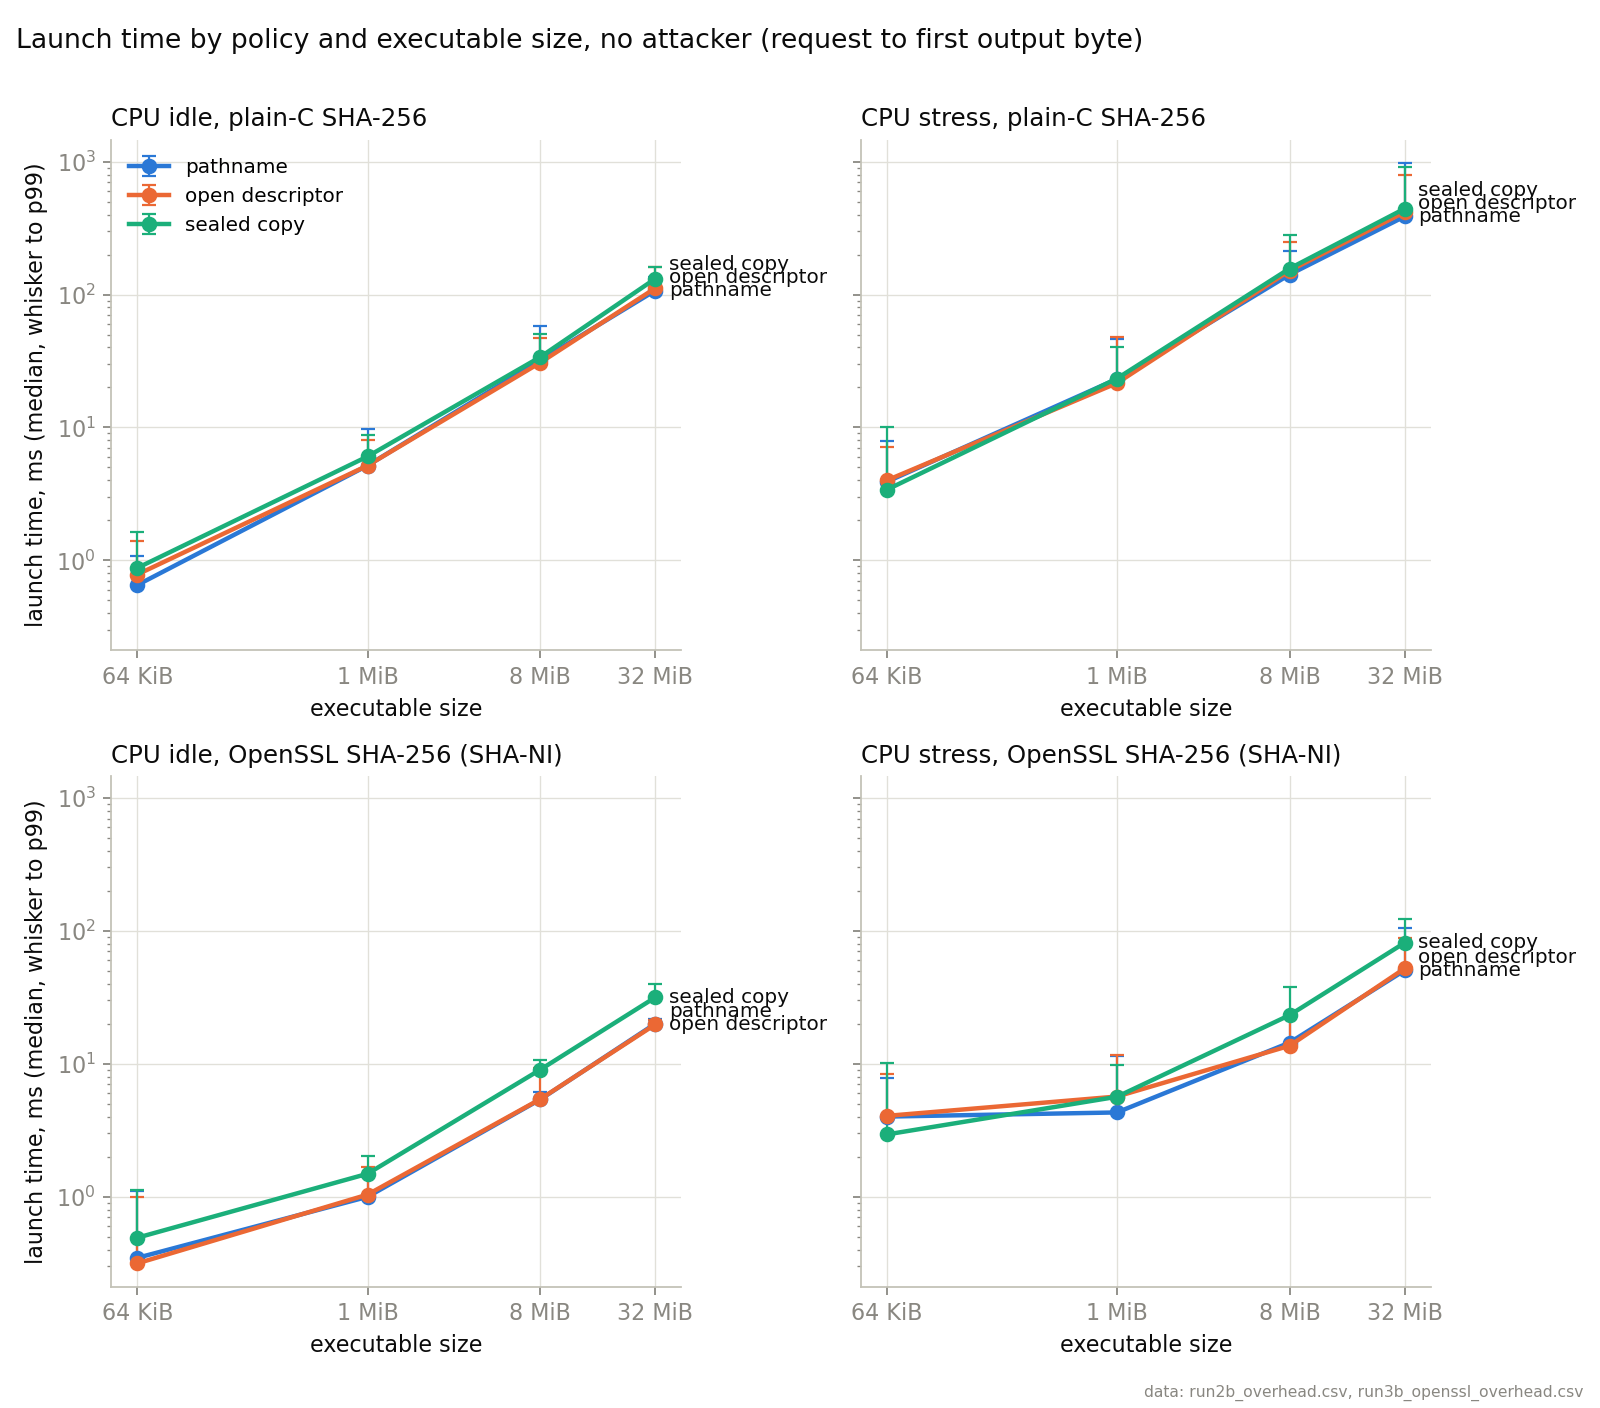 Launch time by policy and executable size, no attacker (request to first output byte)
CPU idle, plain-C SHA-256
launch time, ms (median, whisker to p99)
10³
10²
10¹
10⁰
pathname
open descriptor
sealed copy
sealed copy
open descriptor
pathname
64 KiB
1 MiB
8 MiB
32 MiB
executable size
CPU stress, plain-C SHA-256
sealed copy
open descriptor
pathname
64 KiB
1 MiB
8 MiB
32 MiB
executable size
CPU idle, OpenSSL SHA-256 (SHA-NI)
launch time, ms (median, whisker to p99)
10³
10²
10¹
10⁰
sealed copy
pathname
open descriptor
64 KiB
1 MiB
8 MiB
32 MiB
executable size
CPU stress, OpenSSL SHA-256 (SHA-NI)
sealed copy
open descriptor
pathname
64 KiB
1 MiB
8 MiB
32 MiB
executable size
data: run2b_overhead.csv, run3b_openssl_overhead.csv